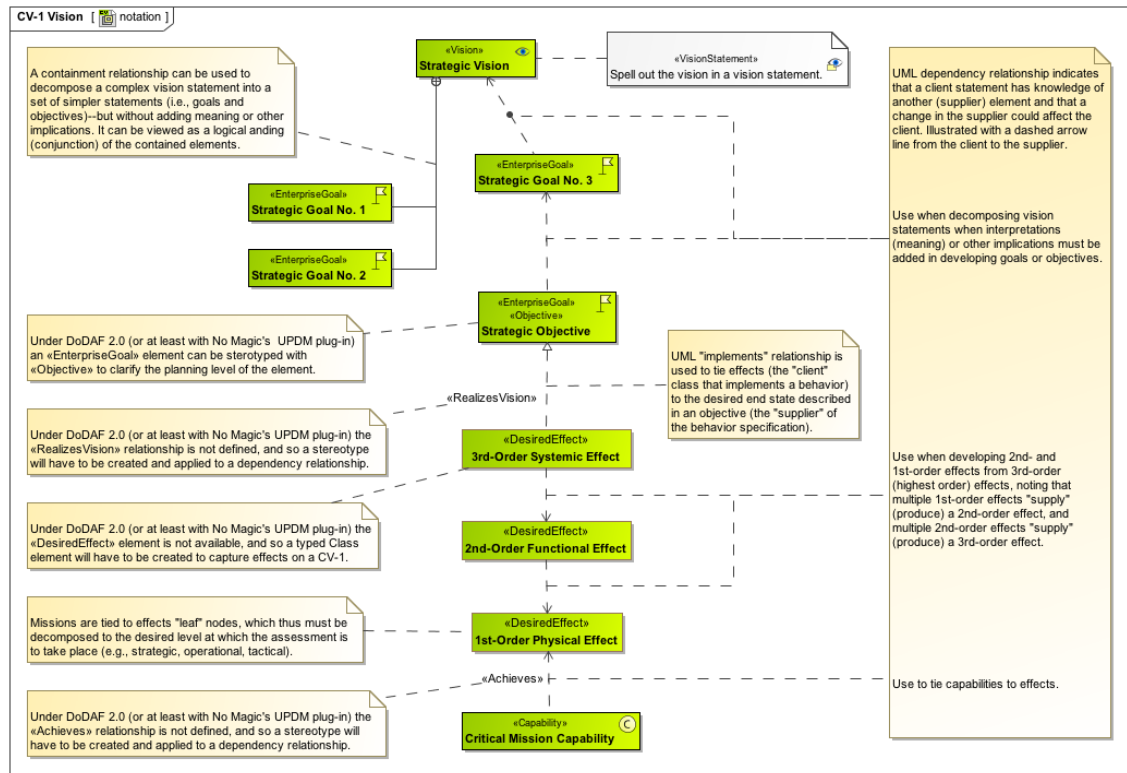 CV-1 Vision [ notation ]
«Vision»
Strategic Vision
«VisionStatement»
Spell out the vision in a vision statement.
A containment relationship can be used to
decompose a complex vision statement into a
set of simpler statements (i.e., goals and
objectives)--but without adding meaning or other
implications. It can be viewed as a logical anding
(conjunction) of the contained elements.
UML dependency relationship indicates
that a client statement has knowledge of
another (supplier) element and that a
change in the supplier could affect the
client. Illustrated with a dashed arrow
line from the client to the supplier.
«EnterpriseGoal»
Strategic Goal No. 3
«EnterpriseGoal»
Strategic Goal No. 1
«EnterpriseGoal»
Strategic Goal No. 2
Use when decomposing vision
statements when interpretations
(meaning) or other implications must be
added in developing goals or objectives.
«EnterpriseGoal»
«Objective»
Strategic Objective
Under DoDAF 2.0 (or at least with No Magic's UPDM plug-in)
an «EnterpriseGoal» element can be sterotyped with
«Objective» to clarify the planning level of the element.
UML "implements" relationship is
used to tie effects (the "client"
class that implements a behavior)
to the desired end state described
in an objective (the "supplier" of
the behavior specification).
«RealizesVision»
Under DoDAF 2.0 (or at least with No Magic's UPDM plug-in) the
«RealizesVision» relationship is not defined, and so a stereotype
will have to be created and applied to a dependency relationship.
«DesiredEffect»
3rd-Order Systemic Effect
Use when developing 2nd- and
1st-order effects from 3rd-order
(highest order) effects, noting that
multiple 1st-order effects "supply"
(produce) a 2nd-order effect, and
multiple 2nd-order effects "supply"
(produce) a 3rd-order effect.
Under DoDAF 2.0 (or at least with No Magic's UPDM plug-in) the
«DesiredEffect» element is not available, and so a typed Class
element will have to be created to capture effects on a CV-1.
«DesiredEffect»
2nd-Order Functional Effect
Missions are tied to effects "leaf" nodes, which thus must be
decomposed to the desired level at which the assessment is
to take place (e.g., strategic, operational, tactical).
«DesiredEffect»
1st-Order Physical Effect
«Achieves»
Use to tie capabilities to effects.
Under DoDAF 2.0 (or at least with No Magic's UPDM plug-in) the
«Achieves» relationship is not defined, and so a stereotype will
have to be created and applied to a dependency relationship.
«Capability»
C
Critical Mission Capability